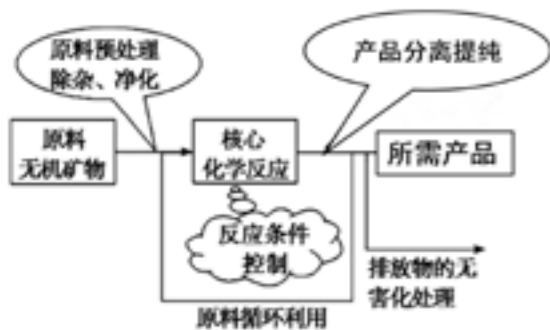 原料预处理
除杂、净化
产品分离提纯
原料
无机矿物
核心
化学反应
所需产品
反应条件
控制
排放物的无
害化处理
原料循环利用